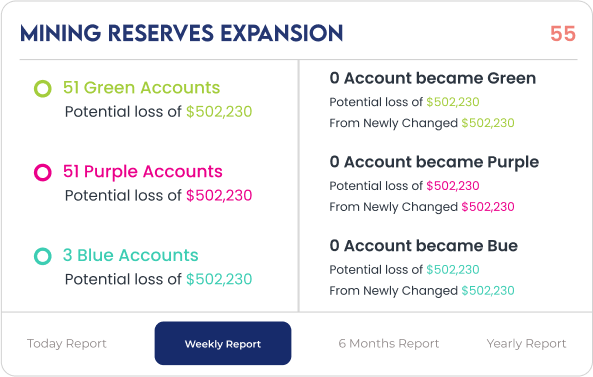 MINING RESERVES EXPANSION
55
51 Green Accounts
Potential loss of $502,230
51 Purple Accounts
Potential loss of $502,230
3 Blue Accounts
Potential loss of $502,230
0 Account became Green
Potential loss of $502,230
From Newly Changed $502,230
0 Account became Purple
Potential loss of $502,230
From Newly Changed $502,230
0 Account became Bue
Potential loss of $502,230
From Newly Changed $502,230
Today Report
Weekly Report
6 Months Report
Yearly Report